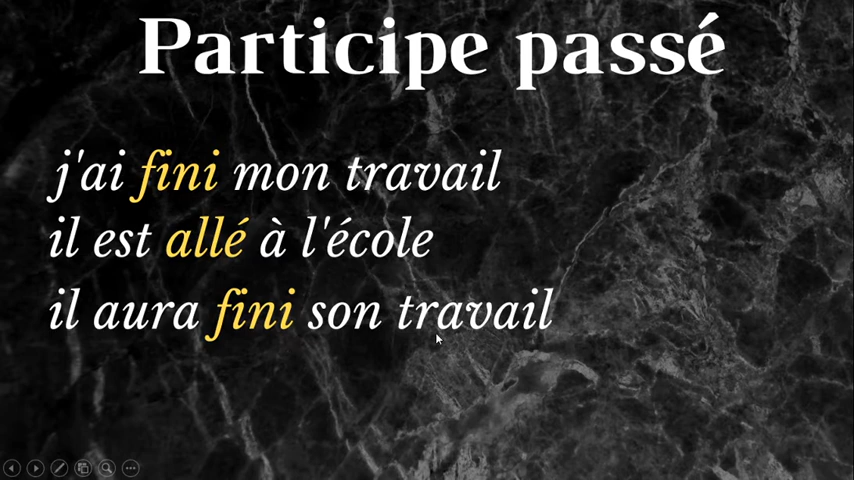 Participe passé
j'ai fini mon travail
il est allé à l'école
il aura fini son travail